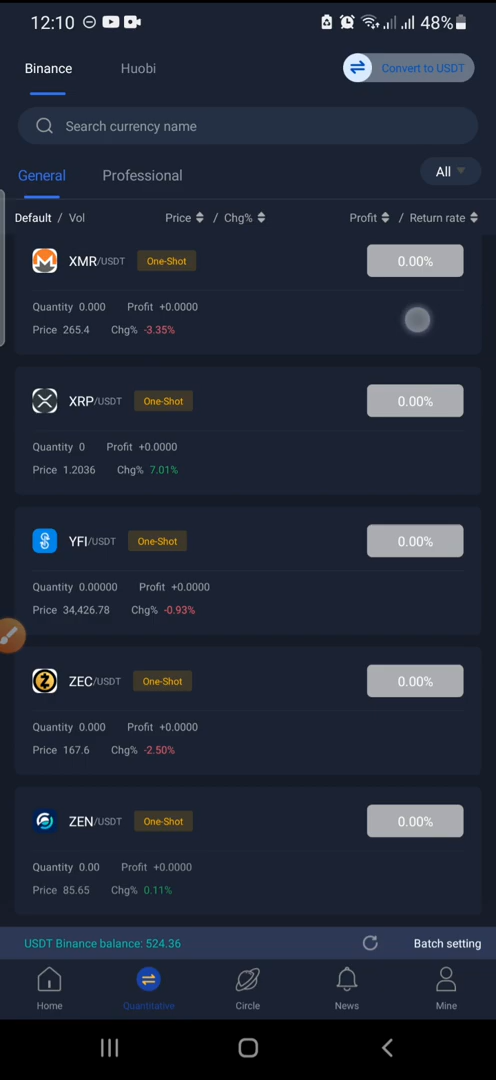 12:10 48%
Binance Huobi Convert to USDT
Search currency name
General Professional All
Default / Vol Price / Chg% Profit / Return rate
XMR/USDT One-Shot 0.00%
Quantity 0.000 Profit +0.0000
Price 265.4 Chg% -3.35%
XRP/USDT One-Shot 0.00%
Quantity 0 Profit +0.0000
Price 1.2036 Chg% 7.01%
YFI/USDT One-Shot 0.00%
Quantity 0.00000 Profit +0.0000
Price 34,426.78 Chg% -0.93%
ZEC/USDT One-Shot 0.00%
Quantity 0.000 Profit +0.0000
Price 167.6 Chg% -2.50%
ZEN/USDT One-Shot 0.00%
Quantity 0.00 Profit +0.0000
Price 85.65 Chg% 0.11%
USDT Binance balance: 524.36 Batch setting
Home Quantitative Circle News Mine